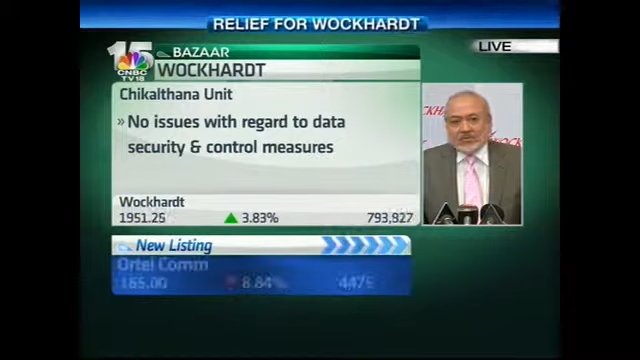 RELIEF FOR WOCKHARDT
LIVE
15
CNBC
TV18
BAZAAR
WOCKHARDT
Chikalthana Unit
» No issues with regard to data
security & control measures
Wockhardt
1951.25 ▲ 3.83% 793,927
New Listing
Ortel Comm
165.00 8.84% 4475